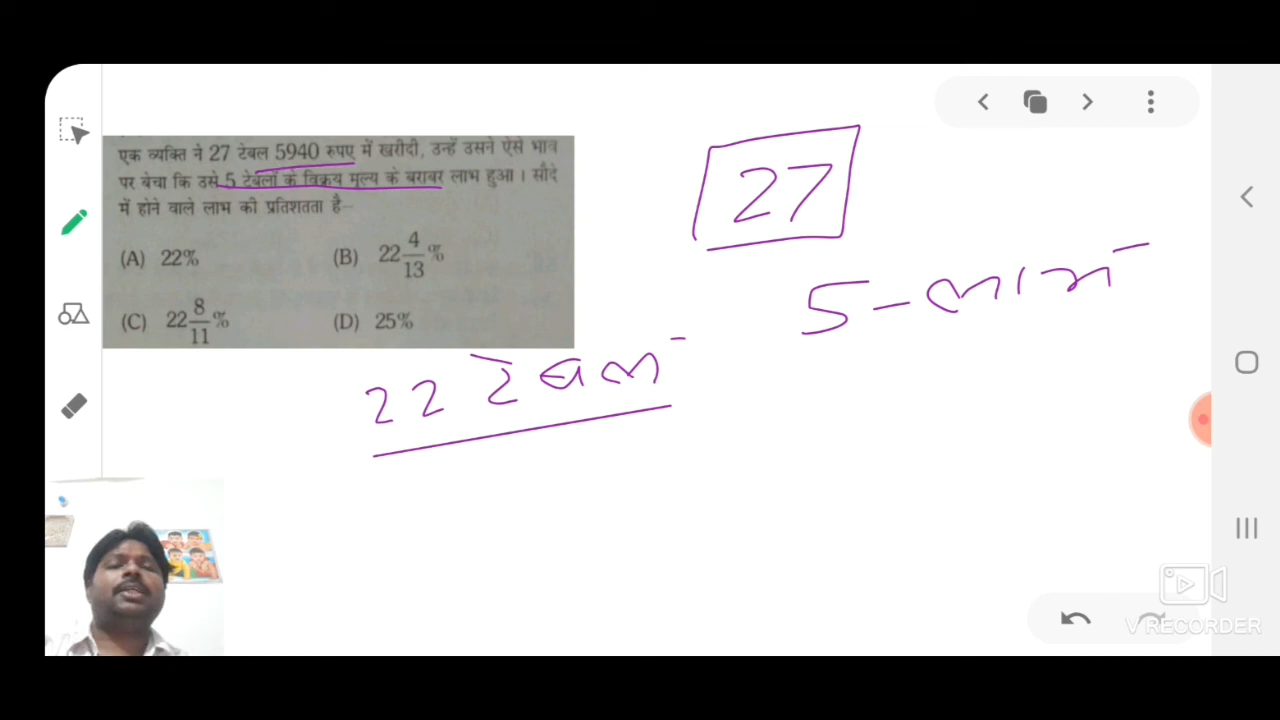 एक व्यक्ति ने 27 टेबल 5940 रुपए में खरीदी, उन्हें उसने ऐसे भाव
पर बेचा कि उसे 5 टेबलों के विक्रय मूल्य के बराबर लाभ हुआ । सौदे
में होने वाले लाभ की प्रतिशतता है–
(A) 22% (B) 22 4/13 %
(C) 22 8/11 % (D) 25%
27
5 - लाभ
22 टेबल
V RECORDER